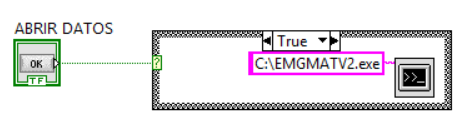 ABRIR DATOS
True
OK
C:\EMGMATV2.exe
?
TF